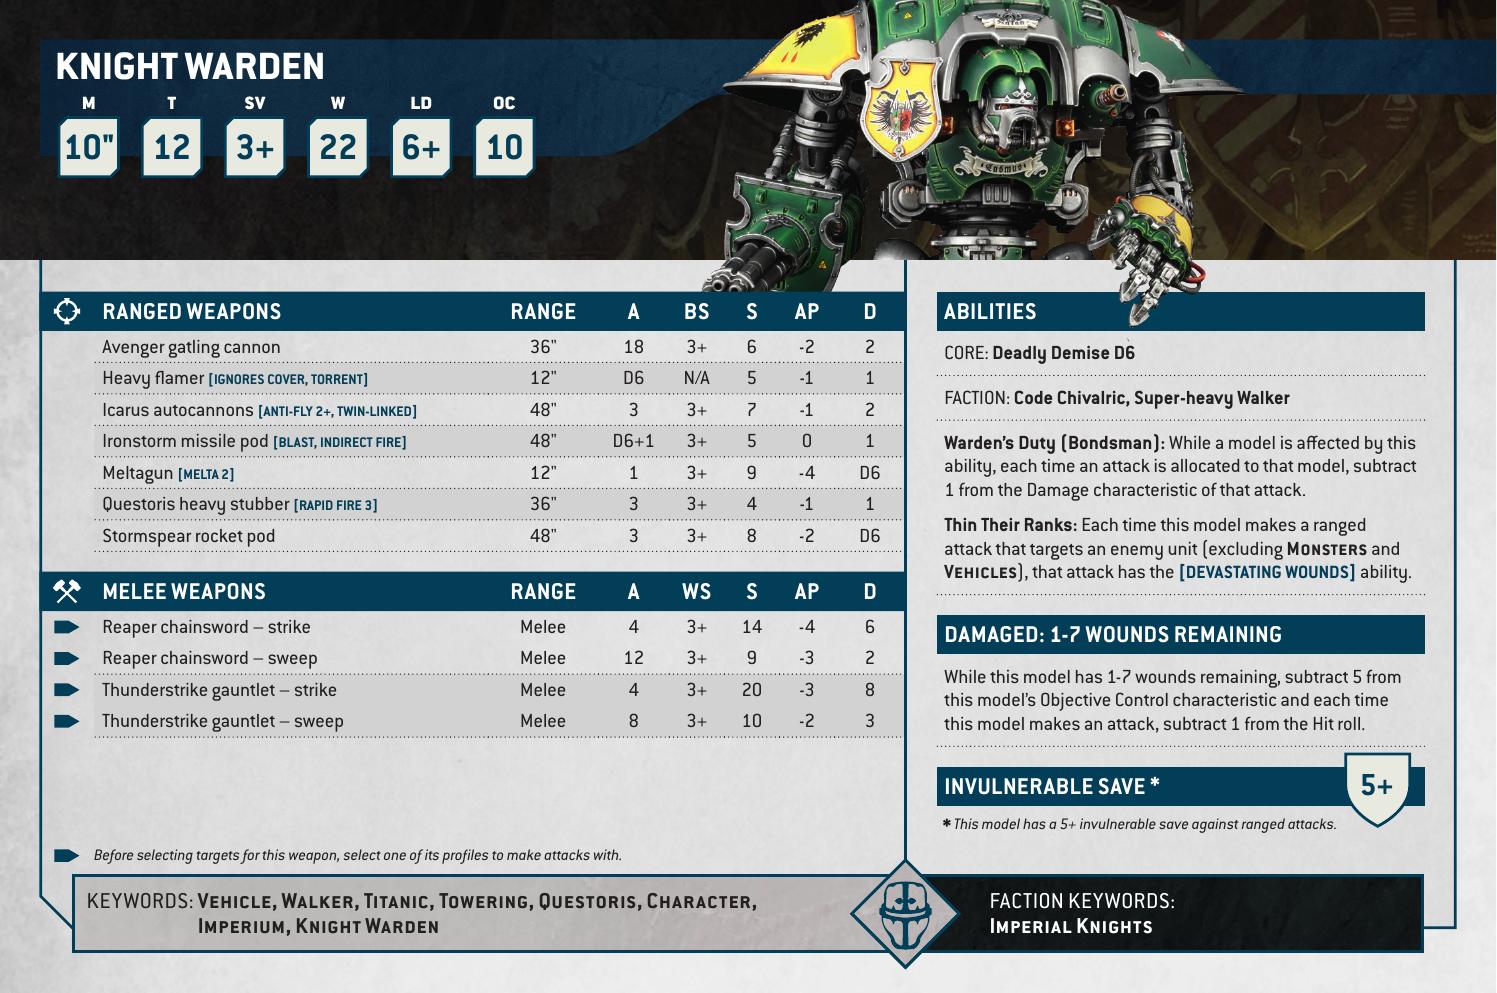 KNIGHT WARDEN
M T SV W LD OC
10" 12 3+ 22 6+ 10
RANGED WEAPONS RANGE A BS S AP D
Avenger gatling cannon 36" 18 3+ 6 -2 2
Heavy flamer [IGNORES COVER, TORRENT] 12" D6 N/A 5 -1 1
Icarus autocannons [ANTI-FLY 2+, TWIN-LINKED] 48" 3 3+ 7 -1 2
Ironstorm missile pod [BLAST, INDIRECT FIRE] 48" D6+1 3+ 5 0 1
Meltagun [MELTA 2] 12" 1 3+ 9 -4 D6
Questoris heavy stubber [RAPID FIRE 3] 36" 3 3+ 4 -1 1
Stormspear rocket pod 48" 3 3+ 8 -2 D6
MELEE WEAPONS RANGE A WS S AP D
Reaper chainsword – strike Melee 4 3+ 14 -4 6
Reaper chainsword – sweep Melee 12 3+ 9 -3 2
Thunderstrike gauntlet – strike Melee 4 3+ 20 -3 8
Thunderstrike gauntlet – sweep Melee 8 3+ 10 -2 3
Before selecting targets for this weapon, select one of its profiles to make attacks with.
ABILITIES
CORE: Deadly Demise D6
FACTION: Code Chivalric, Super-heavy Walker
Warden's Duty (Bondsman): While a model is affected by this
ability, each time an attack is allocated to that model, subtract
1 from the Damage characteristic of that attack.
Thin Their Ranks: Each time this model makes a ranged
attack that targets an enemy unit (excluding MONSTERS and
VEHICLES), that attack has the [DEVASTATING WOUNDS] ability.
DAMAGED: 1-7 WOUNDS REMAINING
While this model has 1-7 wounds remaining, subtract 5 from
this model's Objective Control characteristic and each time
this model makes an attack, subtract 1 from the Hit roll.
INVULNERABLE SAVE * 5+
* This model has a 5+ invulnerable save against ranged attacks.
KEYWORDS: VEHICLE, WALKER, TITANIC, TOWERING, QUESTORIS, CHARACTER,
IMPERIUM, KNIGHT WARDEN
FACTION KEYWORDS:
IMPERIAL KNIGHTS